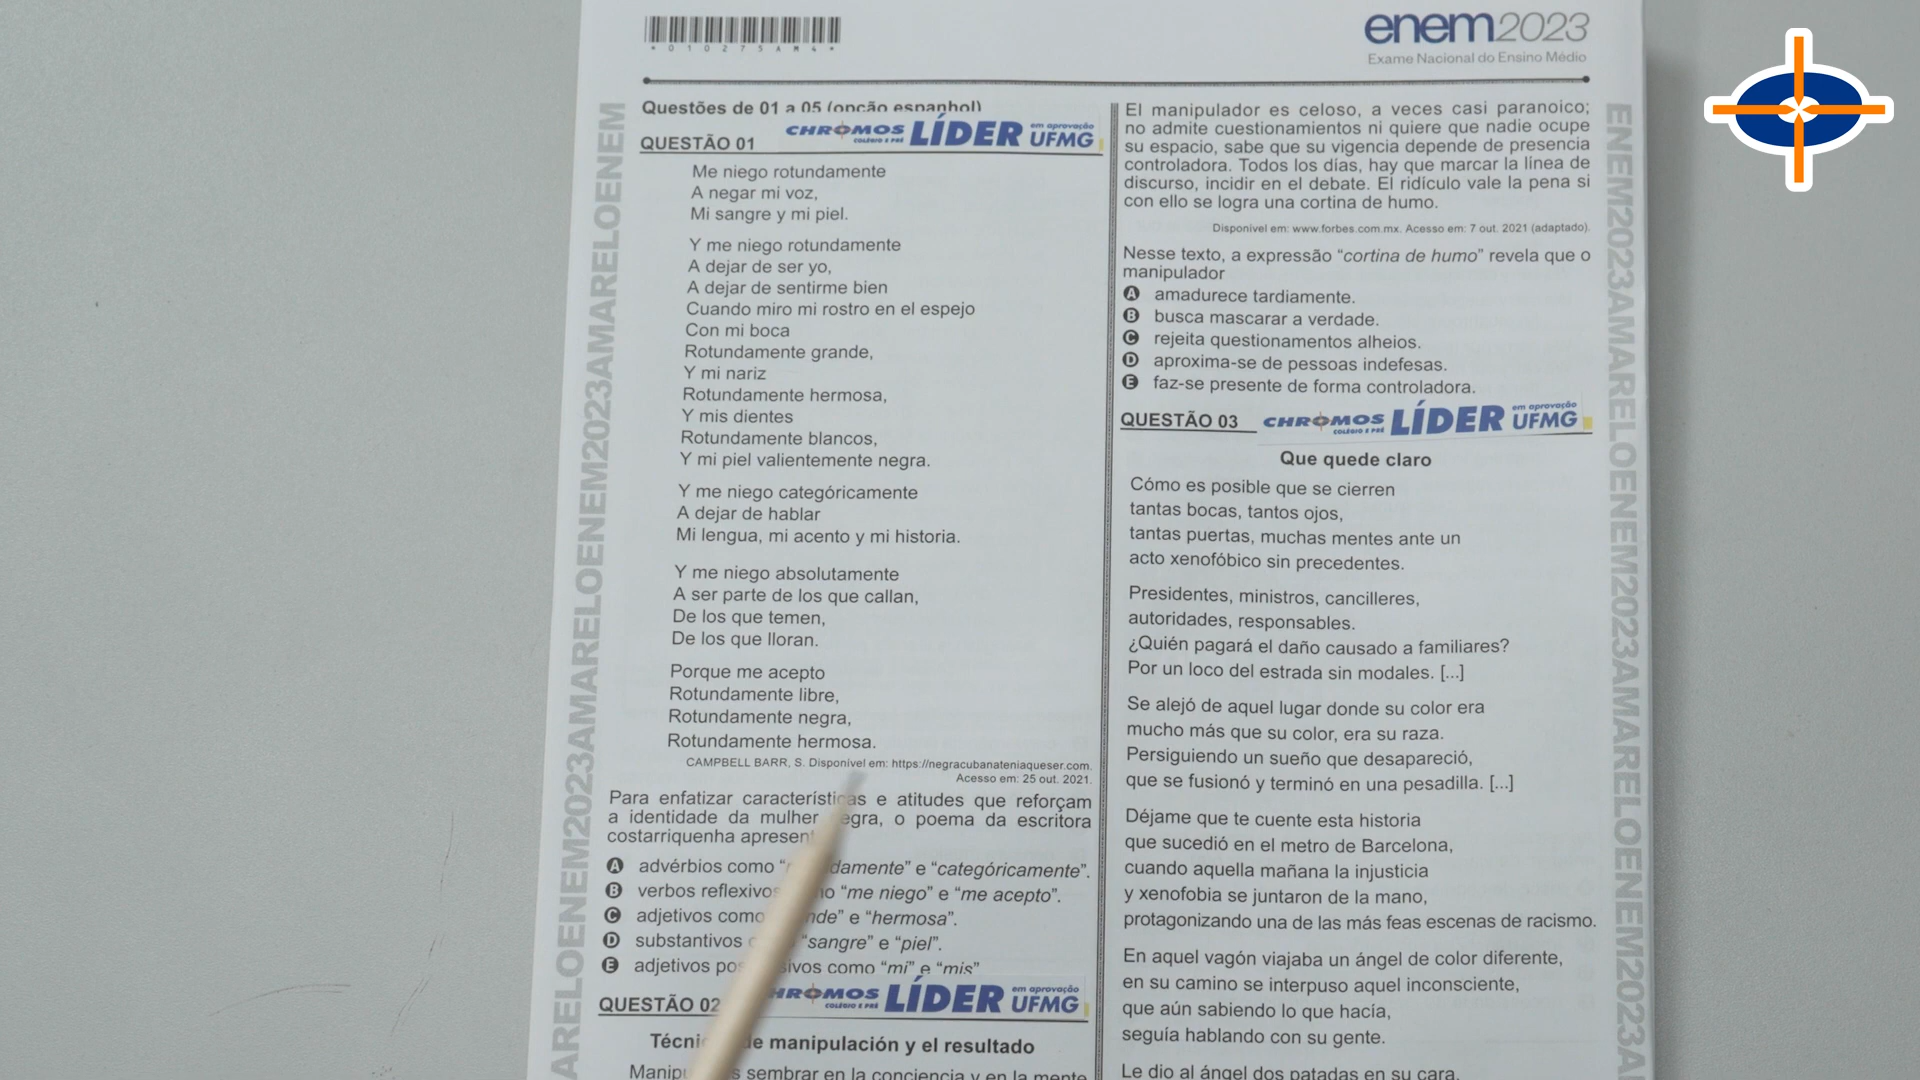 *010275AM4*
enem2023
Exame Nacional do Ensino Médio
Questões de 01 a 05 (opção espanhol)
QUESTÃO 01
CHROMOS
COLÉGIO E PRÉ
LÍDER
em aprovação
UFMG
Me niego rotundamente
A negar mi voz,
Mi sangre y mi piel.
Y me niego rotundamente
A dejar de ser yo,
A dejar de sentirme bien
Cuando miro mi rostro en el espejo
Con mi boca
Rotundamente grande,
Y mi nariz
Rotundamente hermosa,
Y mis dientes
Rotundamente blancos,
Y mi piel valientemente negra.
Y me niego categóricamente
A dejar de hablar
Mi lengua, mi acento y mi historia.
Y me niego absolutamente
A ser parte de los que callan,
De los que temen,
De los que lloran.
Porque me acepto
Rotundamente libre,
Rotundamente negra,
Rotundamente hermosa.
CAMPBELL BARR, S. Disponível em: https://negracubanateniaqueser.com.
Acesso em: 25 out. 2021.
Para enfatizar características e atitudes que reforçam
a identidade da mulher negra, o poema da escritora
costarriquenha apresen
A advérbios como “ damente” e “categóricamente”.
B verbos reflexivos “me niego” e “me acepto”.
C adjetivos como nde” e “hermosa”.
D substantivos “sangre” e “piel”.
E adjetivos pos ivos como “mi” e “mis”
QUESTÃO 02
CHROMOS
COLÉGIO E PRÉ
LÍDER
em aprovação
UFMG
Técni de manipulación y el resultado
Manip s sembrar en la conciencia y en la mente
El manipulador es celoso, a veces casi paranoico;
no admite cuestionamientos ni quiere que nadie ocupe
su espacio, sabe que su vigencia depende de presencia
controladora. Todos los días, hay que marcar la línea de
discurso, incidir en el debate. El ridículo vale la pena si
con ello se logra una cortina de humo.
Disponível em: www.forbes.com.mx. Acesso em: 7 out. 2021 (adaptado).
Nesse texto, a expressão “cortina de humo” revela que o
manipulador
A amadurece tardiamente.
B busca mascarar a verdade.
C rejeita questionamentos alheios.
D aproxima-se de pessoas indefesas.
E faz-se presente de forma controladora.
QUESTÃO 03
CHROMOS
COLÉGIO E PRÉ
LÍDER
em aprovação
UFMG
Que quede claro
Cómo es posible que se cierren
tantas bocas, tantos ojos,
tantas puertas, muchas mentes ante un
acto xenofóbico sin precedentes.
Presidentes, ministros, cancilleres,
autoridades, responsables.
¿Quién pagará el daño causado a familiares?
Por un loco del estrada sin modales. [...]
Se alejó de aquel lugar donde su color era
mucho más que su color, era su raza.
Persiguiendo un sueño que desapareció,
que se fusionó y terminó en una pesadilla. [...]
Déjame que te cuente esta historia
que sucedió en el metro de Barcelona,
cuando aquella mañana la injusticia
y xenofobia se juntaron de la mano,
protagonizando una de las más feas escenas de racismo.
En aquel vagón viajaba un ángel de color diferente,
en su camino se interpuso aquel inconsciente,
que aún sabiendo lo que hacía,
seguía hablando con su gente.
Le dio al ángel dos patadas en su cara,
ARELOENEM2023AMARELOENEM2023AMARELOENEM
ENEM2023AMARELOENEM2023AMARELOENEM2023A